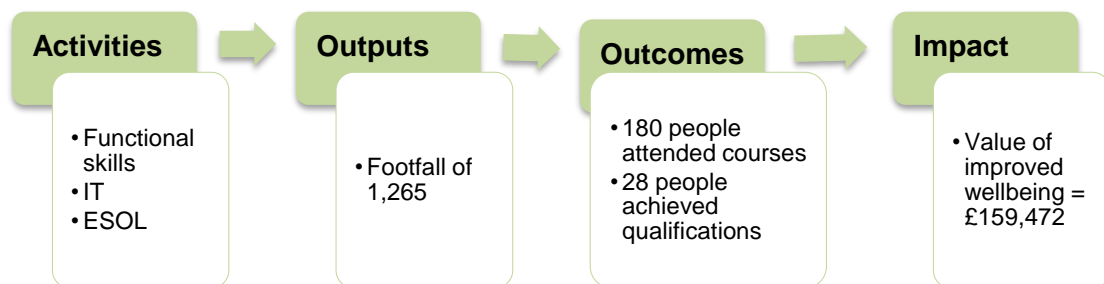 Activities
• Functional
skills
• IT
• ESOL
Outputs
• Footfall of
1,265
Outcomes
• 180 people
attended courses
• 28 people
achieved
qualifications
Impact
• Value of
improved
wellbeing =
£159,472